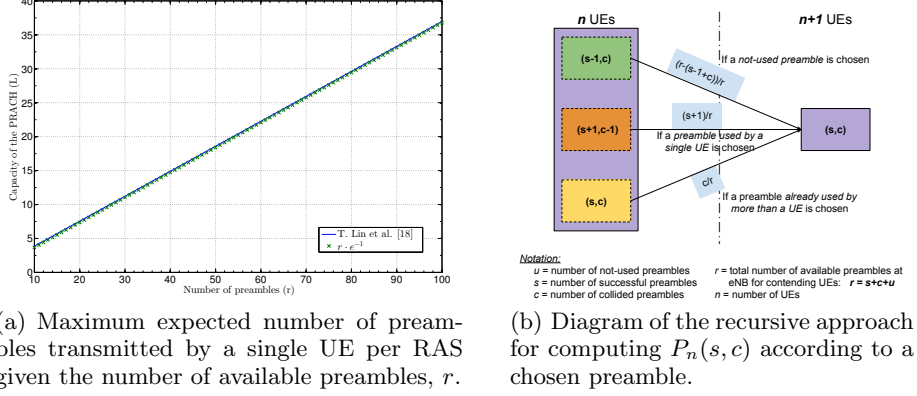 40
35
30
25
20
15
10
5
0
10 20 30 40 50 60 70 80 90 100
Capacity of the PRACH (L)
Number of preambles (r)
T. Lin et al. [18]
r · e⁻¹
(a) Maximum expected number of pream-
bles transmitted by a single UE per RAS
given the number of available preambles, r.
n UEs
n+1 UEs
(s-1,c)
(r-(s-1+c))/r
If a not-used preamble is chosen
(s+1,c-1)
(s+1)/r
(s,c)
If a preamble used by a
single UE is chosen
(s,c)
c/r
If a preamble already used by
more than a UE is chosen
Notation:
u = number of not-used preambles
s = number of successful preambles
c = number of collided preambles
r = total number of available preambles at
eNB for contending UEs: r = s+c+u
n = number of UEs
(b) Diagram of the recursive approach
for computing Pₙ(s, c) according to a
chosen preamble.